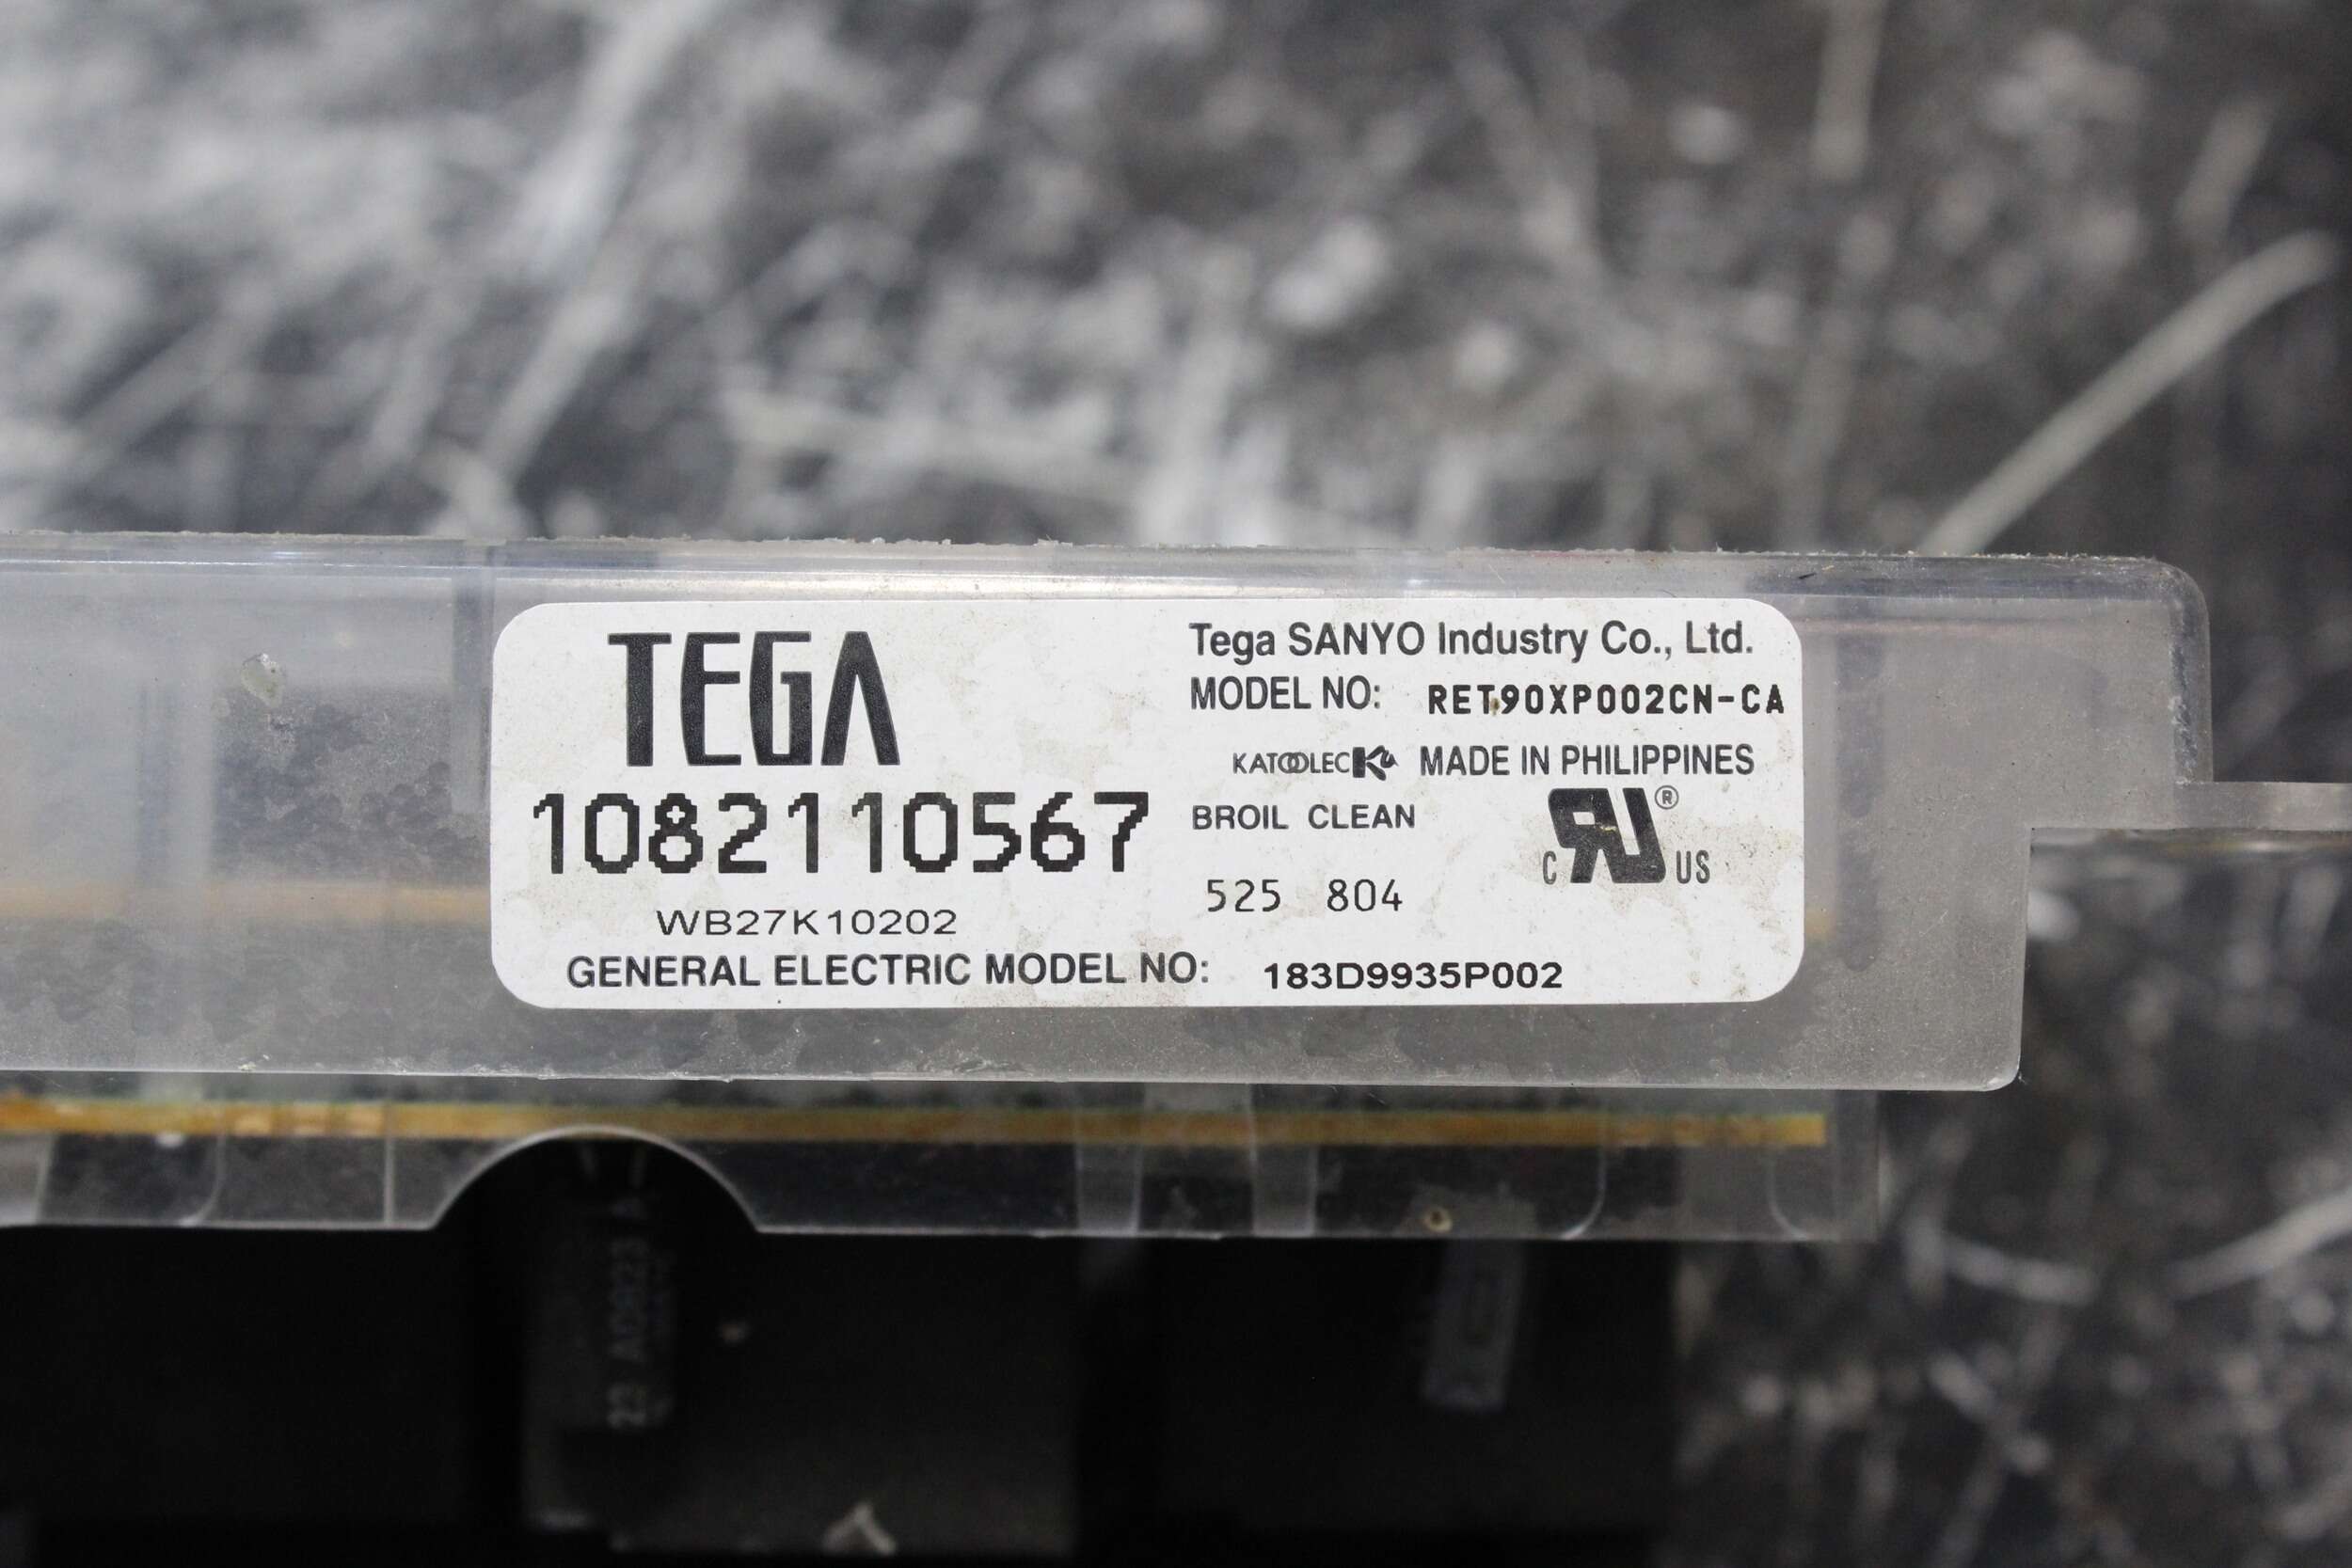 TEGA
1082110567
WB27K10202
Tega SANYO Industry Co., Ltd.
MODEL NO: RET90XP002CN-CA
KATOOLEC MADE IN PHILIPPINES
BROIL CLEAN
525 804
C RU ® US
GENERAL ELECTRIC MODEL NO: 183D9935P002